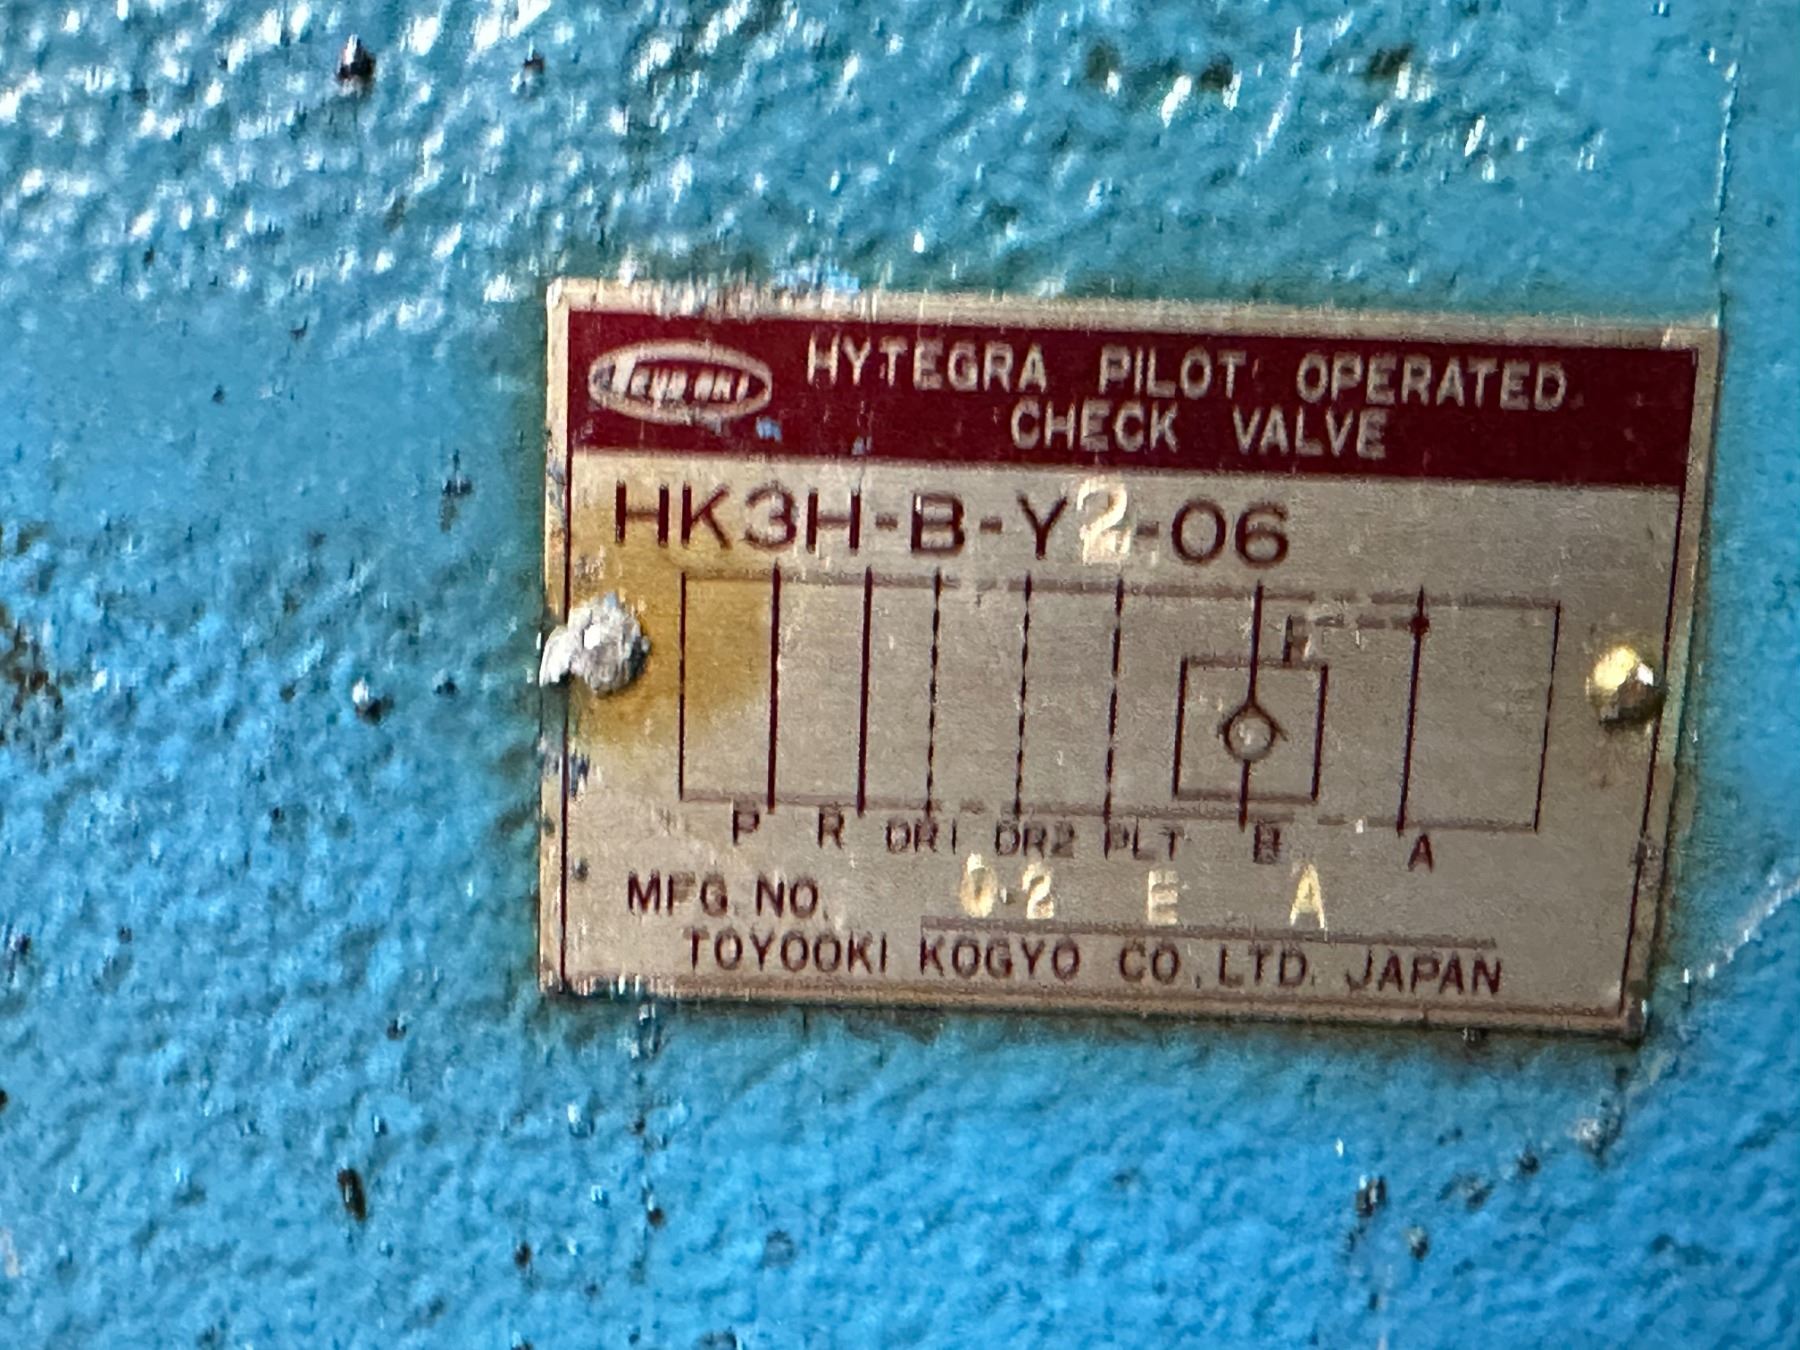 TOYOOKI
HYTEGRA PILOT OPERATED
CHECK VALVE
HK3H-B-Y2-06
P R DR1 DR2 PLT B A
MFG. NO. 02 E A
TOYOOKI KOGYO CO., LTD. JAPAN